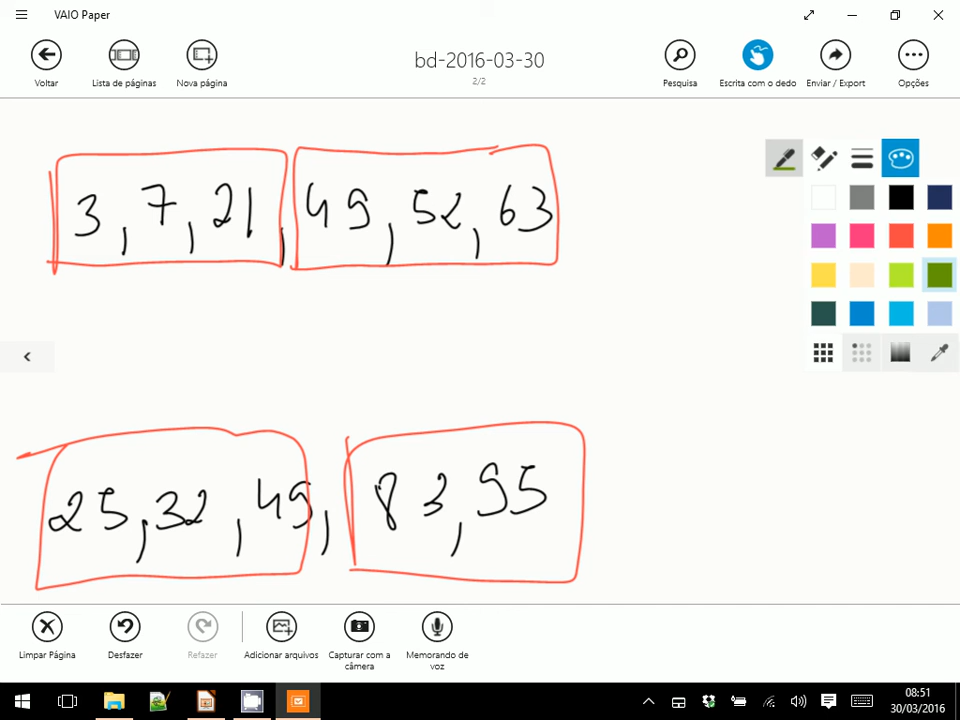 VAIO Paper
Voltar
Lista de páginas
Nova página
bd-2016-03-30
2/2
Pesquisa
Escrita com o dedo
Enviar / Export
Opções
3, 7, 21, 49, 52, 63
25, 32, 49, 83, 95
Limpar Página
Desfazer
Refazer
Adicionar arquivos
Capturar com a
câmera
Memorando de
voz
08:51
30/03/2016